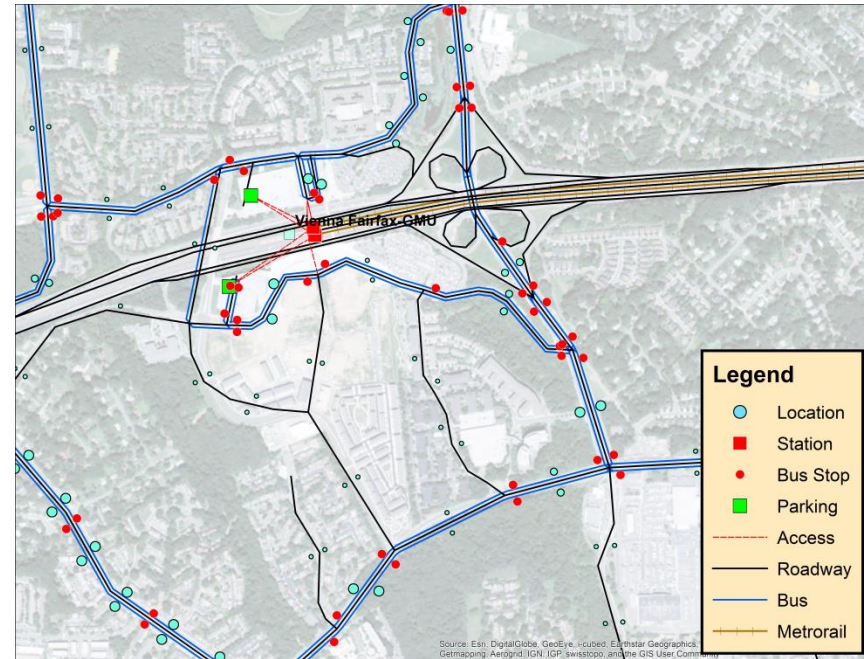 Vienna Fairfax-GMU
Legend
Location
Station
Bus Stop
Parking
Access
Roadway
Bus
Metrorail
Source: Esri, DigitalGlobe, GeoEye, i-cubed, Earthstar Geographics,
Getmapping, Aerogrid, IGN, IGP, swisstopo, and the GIS User Community